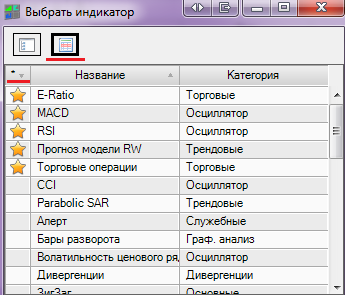 Выбрать индикатор
* Название Категория
E-Ratio Торговые
MACD Осциллятор
RSI Осциллятор
Прогноз модели RW Трендовые
Торговые операции Торговые
CCI Осциллятор
Parabolic SAR Трендовые
Алерт Служебные
Бары разворота Граф. анализ
Волатильность ценового ря Осциллятор
Дивергенции Дивергенции
ЗигЗаг Основные